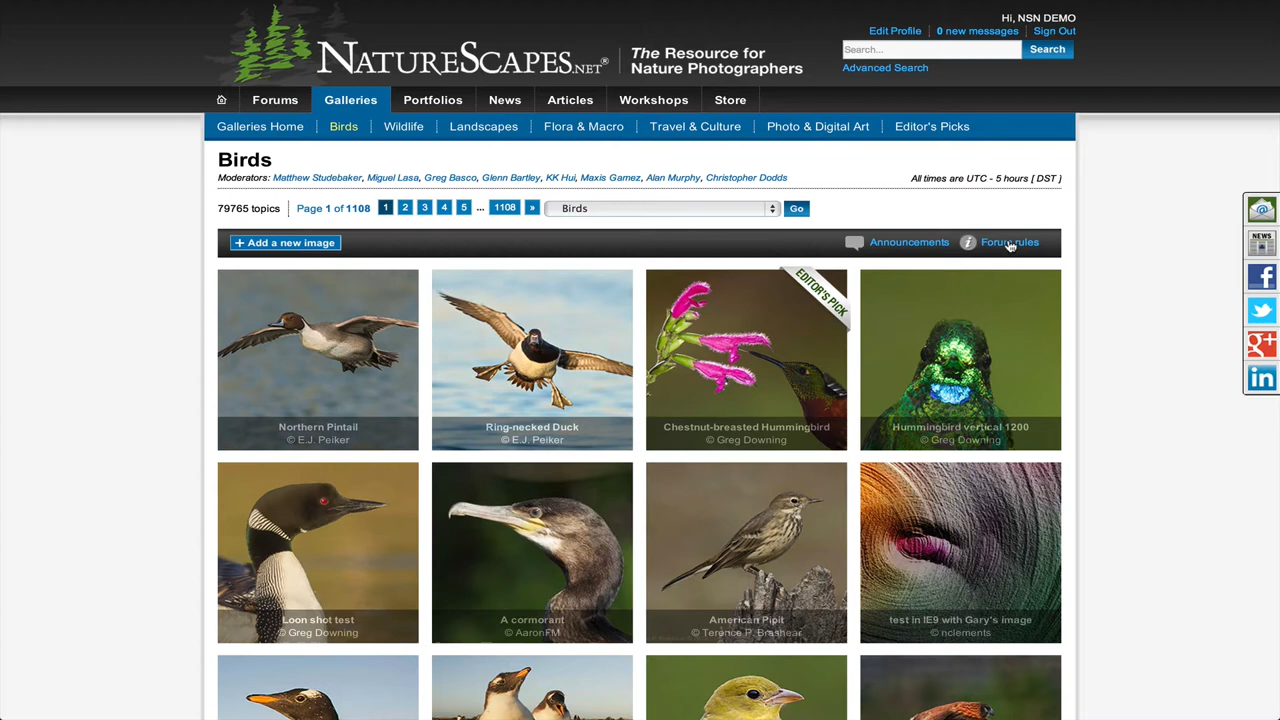 Hi, NSN DEMO
Edit Profile | 0 new messages | Sign Out
NATURESCAPES.NET®
The Resource for
Nature Photographers
Search...
Search
Advanced Search
Forums
Galleries
Portfolios
News
Articles
Workshops
Store
Galleries Home
Birds
Wildlife
Landscapes
Flora & Macro
Travel & Culture
Photo & Digital Art
Editor's Picks
Birds
Moderators: Matthew Studebaker, Miguel Lasa, Greg Basco, Glenn Bartley, KK Hui, Maxis Gamez, Alan Murphy, Christopher Dodds
All times are UTC - 5 hours [ DST ]
79765 topics
Page 1 of 1108
1 2 3 4 5 ... 1108 »
Birds
Go
+ Add a new image
Announcements
Forum rules
EDITOR'S PICK
Northern Pintail
© E.J. Peiker
Ring-necked Duck
© E.J. Peiker
Chestnut-breasted Hummingbird
© Greg Downing
Hummingbird vertical 1200
© Greg Downing
Loon shot test
© Greg Downing
A cormorant
© AaronFM
American Pipit
© Terence P. Brashear
test in IE9 with Gary's image
© nclements
NEWS
f
g+
in